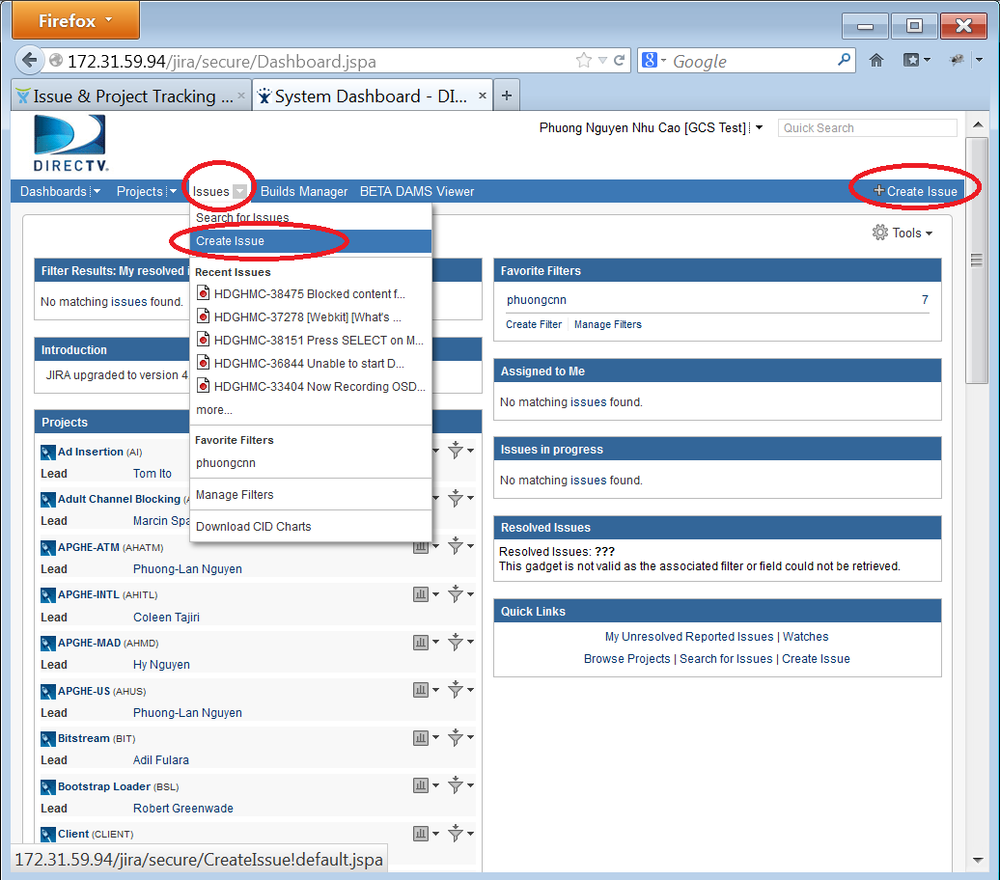 Firefox
172.31.59.94/jira/secure/Dashboard.jspa
Google
Issue & Project Tracking ...
System Dashboard - DI...
DIRECTV
Phuong Nguyen Nhu Cao [GCS Test]
Quick Search
Dashboards
Projects
Issues
Builds Manager
BETA DAMS Viewer
+ Create Issue
Tools
Search for Issues
Create Issue
Recent Issues
HDGHMC-38475 Blocked content f...
HDGHMC-37278 [Webkit] [What's ...
HDGHMC-38151 Press SELECT on M...
HDGHMC-36844 Unable to start D...
HDGHMC-33404 Now Recording OSD...
more...
Favorite Filters
phuongcnn
Manage Filters
Download CID Charts
Filter Results: My resolved i
No matching issues found.
Introduction
JIRA upgraded to version 4
Projects
Ad Insertion (AI)
Lead Tom Ito
Adult Channel Blocking (
Lead Marcin Spa
APGHE-ATM (AHATM)
Lead Phuong-Lan Nguyen
APGHE-INTL (AHITL)
Lead Coleen Tajiri
APGHE-MAD (AHMD)
Lead Hy Nguyen
APGHE-US (AHUS)
Lead Phuong-Lan Nguyen
Bitstream (BIT)
Lead Adil Fulara
Bootstrap Loader (BSL)
Lead Robert Greenwade
Client (CLIENT)
Favorite Filters
phuongcnn 7
Create Filter Manage Filters
Assigned to Me
No matching issues found.
Issues in progress
No matching issues found.
Resolved Issues
Resolved Issues: ???
This gadget is not valid as the associated filter or field could not be retrieved.
Quick Links
My Unresolved Reported Issues | Watches
Browse Projects | Search for Issues | Create Issue
172.31.59.94/jira/secure/CreateIssue!default.jspa